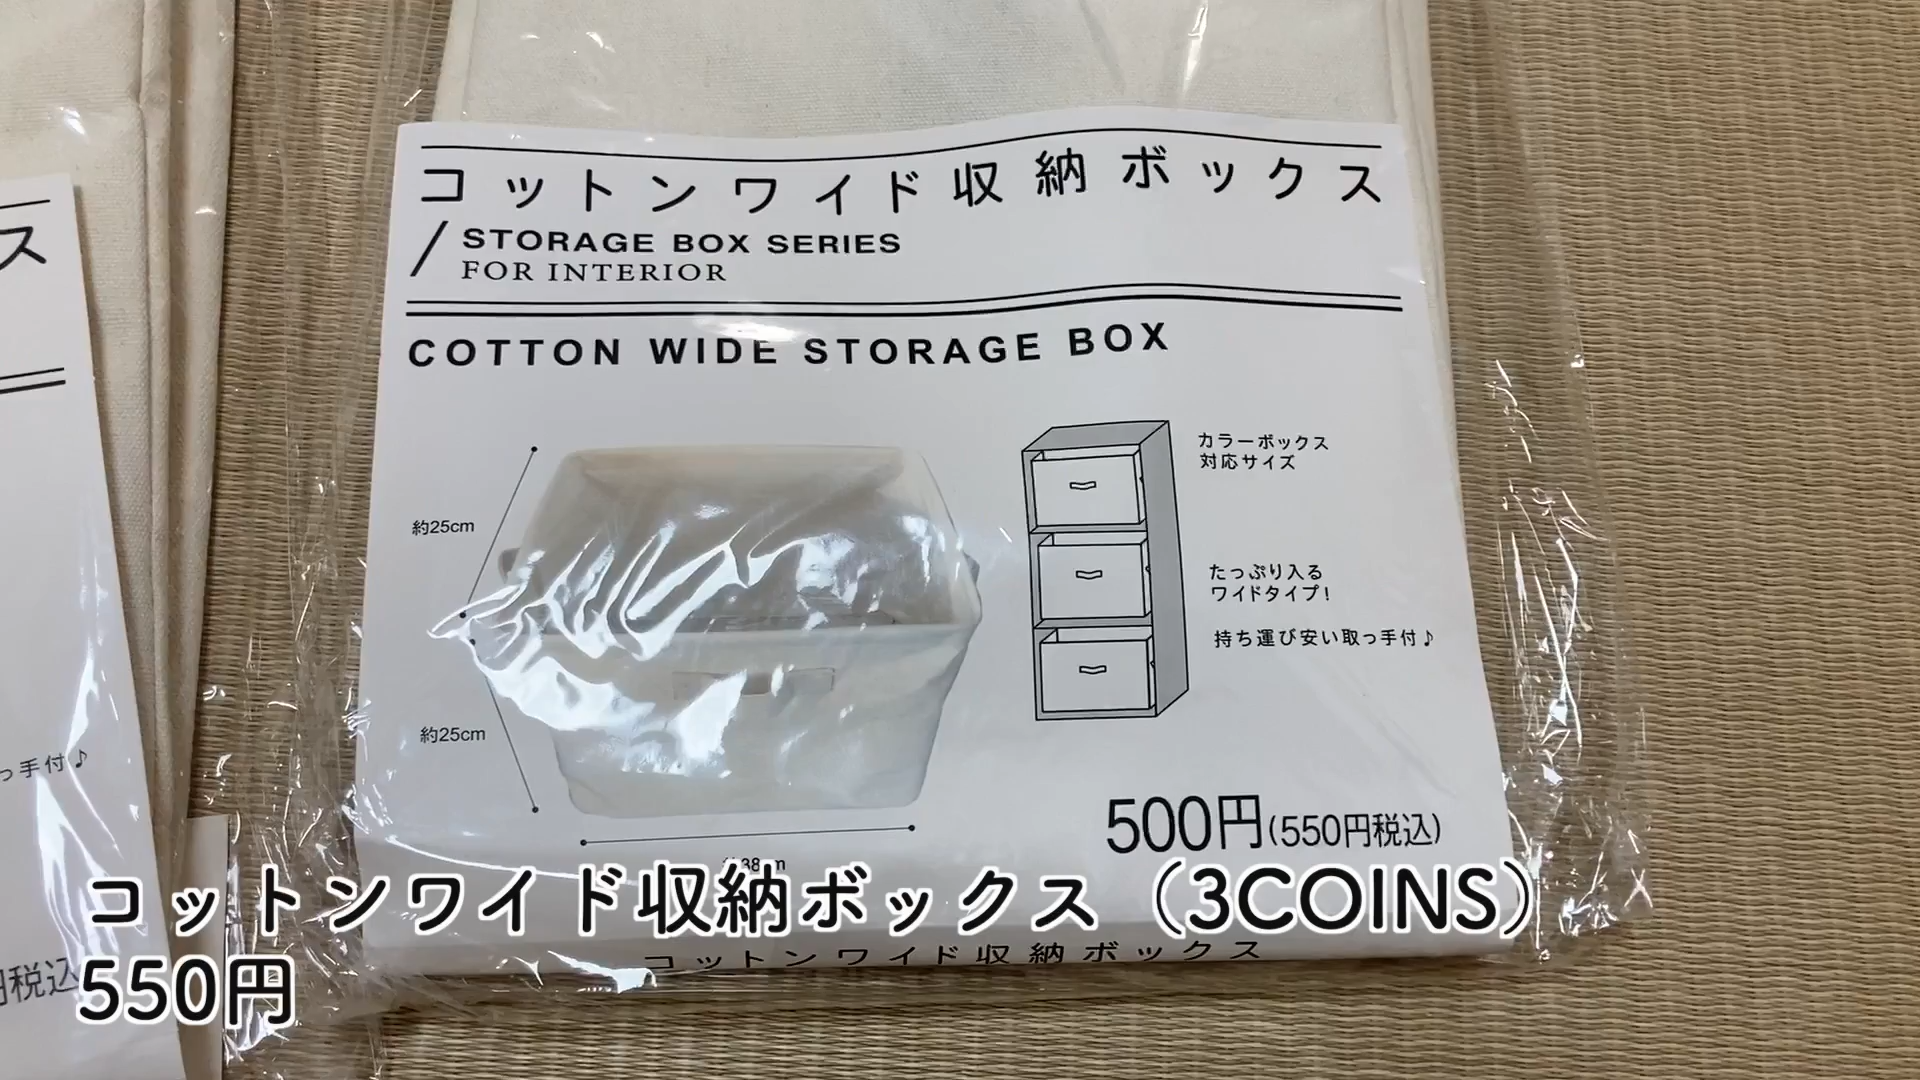 コットンワイド収納ボックス
STORAGE BOX SERIES
FOR INTERIOR
COTTON WIDE STORAGE BOX
カラーボックス
対応サイズ
約25cm
たっぷり入る
ワイドタイプ!
持ち運び安い取っ手付♪
約25cm
500円(550円税込)
ス
っ手付♪
円税込
コットンワイド収納ボックス（3COINS）
コットンワイド収納ボックス
550円